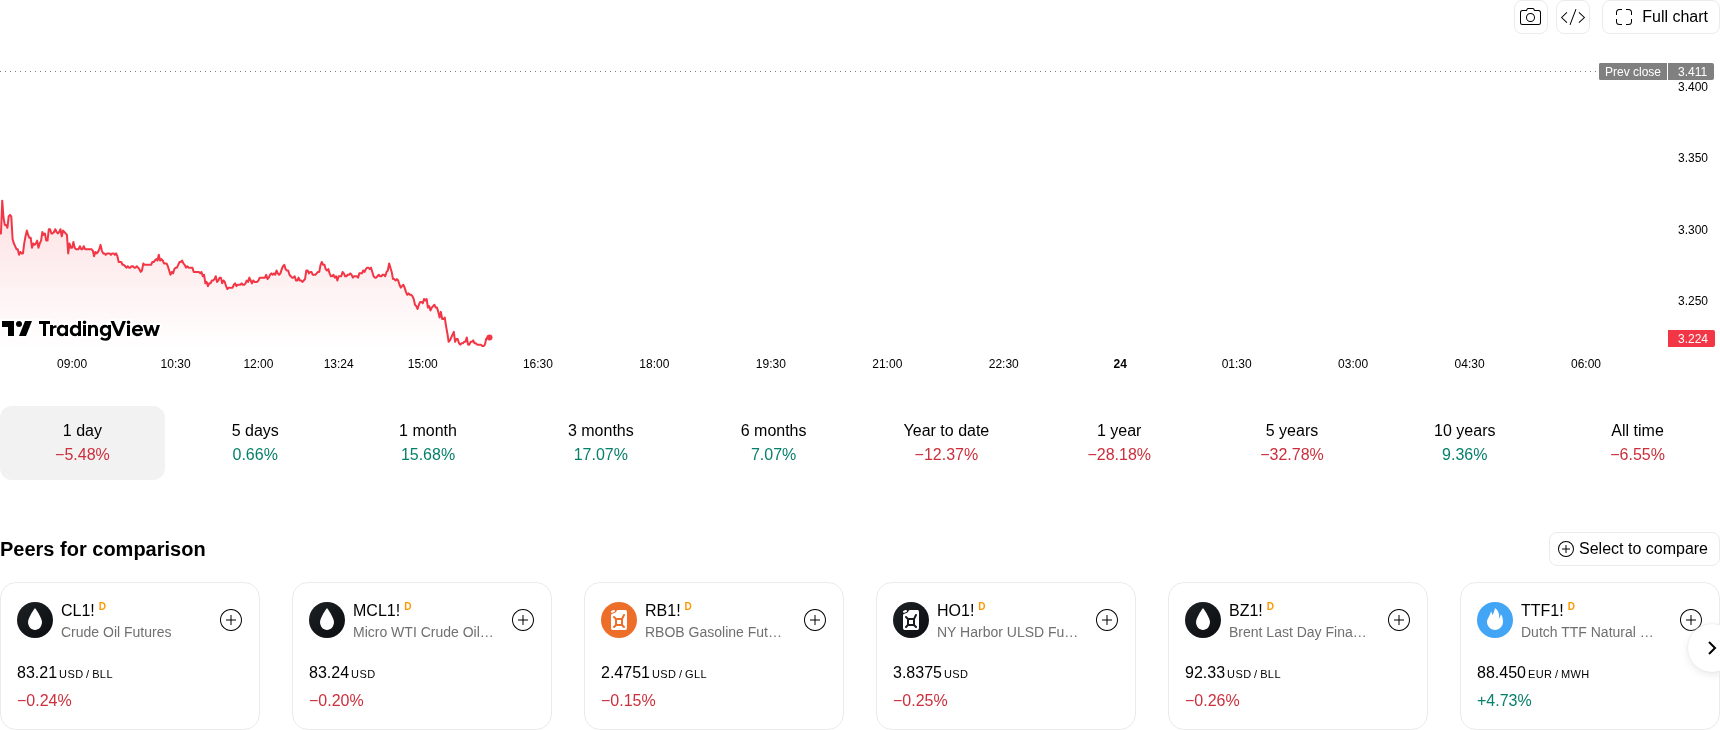 Full chart
Prev close 3.411
3.400
3.350
3.300
3.250
3.224
TradingView
09:00 10:30 12:00 13:24 15:00 16:30 18:00 19:30 21:00 22:30 24 01:30 03:00 04:30 06:00
1 day 5 days 1 month 3 months 6 months Year to date 1 year 5 years 10 years All time
−5.48% 0.66% 15.68% 17.07% 7.07% −12.37% −28.18% −32.78% 9.36% −6.55%
Peers for comparison
Select to compare
CL1! D
Crude Oil Futures
83.21 USD / BLL
−0.24%
MCL1! D
Micro WTI Crude Oil…
83.24 USD
−0.20%
RB1! D
RBOB Gasoline Fut…
2.4751 USD / GLL
−0.15%
HO1! D
NY Harbor ULSD Fu…
3.8375 USD
−0.25%
BZ1! D
Brent Last Day Fina…
92.33 USD / BLL
−0.26%
TTF1! D
Dutch TTF Natural …
88.450 EUR / MWH
+4.73%